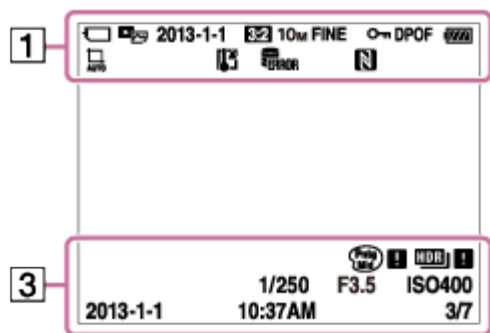 1
2013-1-1 3:2 10M FINE DPOF
AUTO ERROR N
3
HDR !
1/250 F3.5 ISO400
2013-1-1 10:37AM 3/7